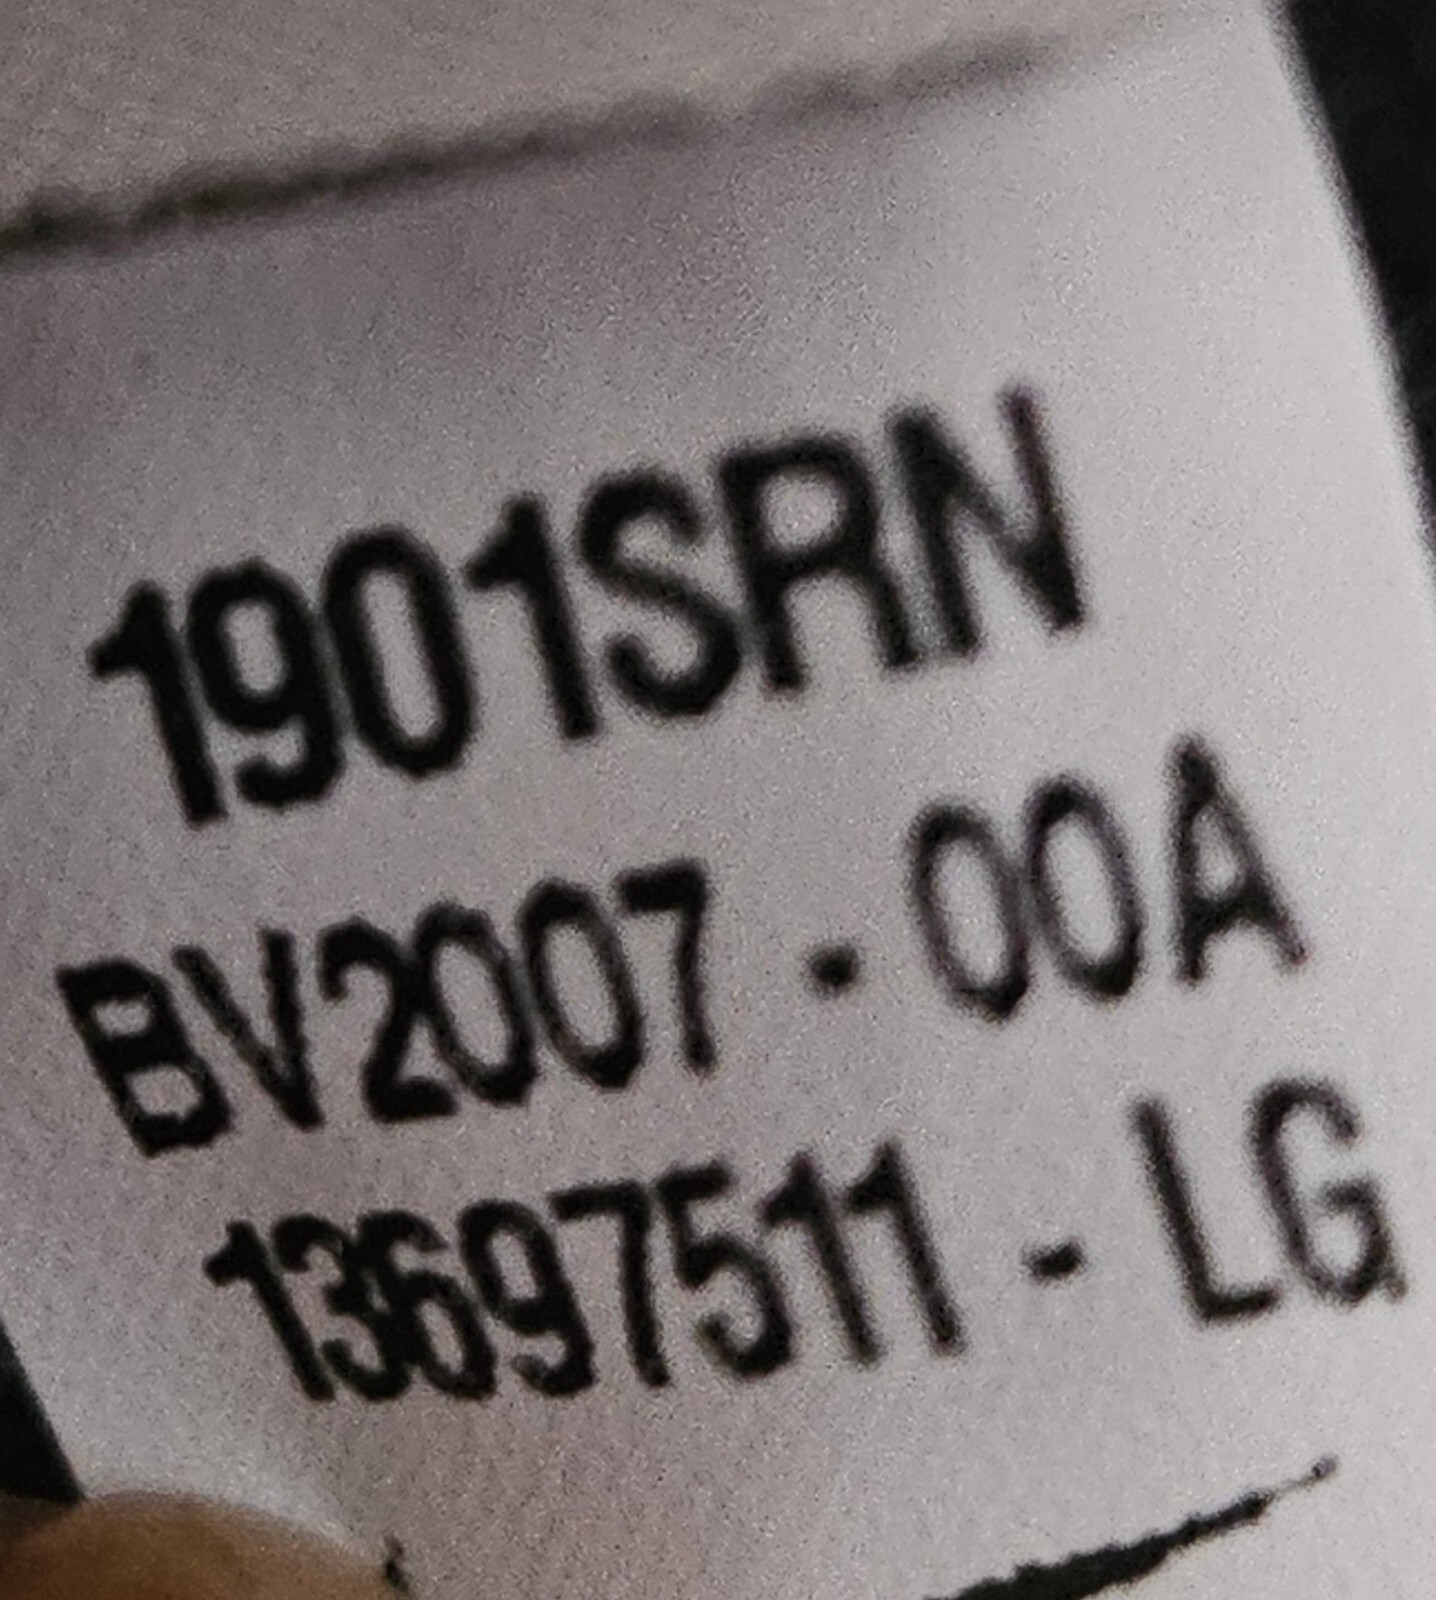 1901SRN
BV2007 - 00A
13697511 - LG